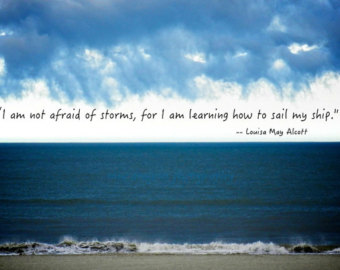 "I am not afraid of storms, for I am learning how to sail my ship."
-- Louisa May Alcott